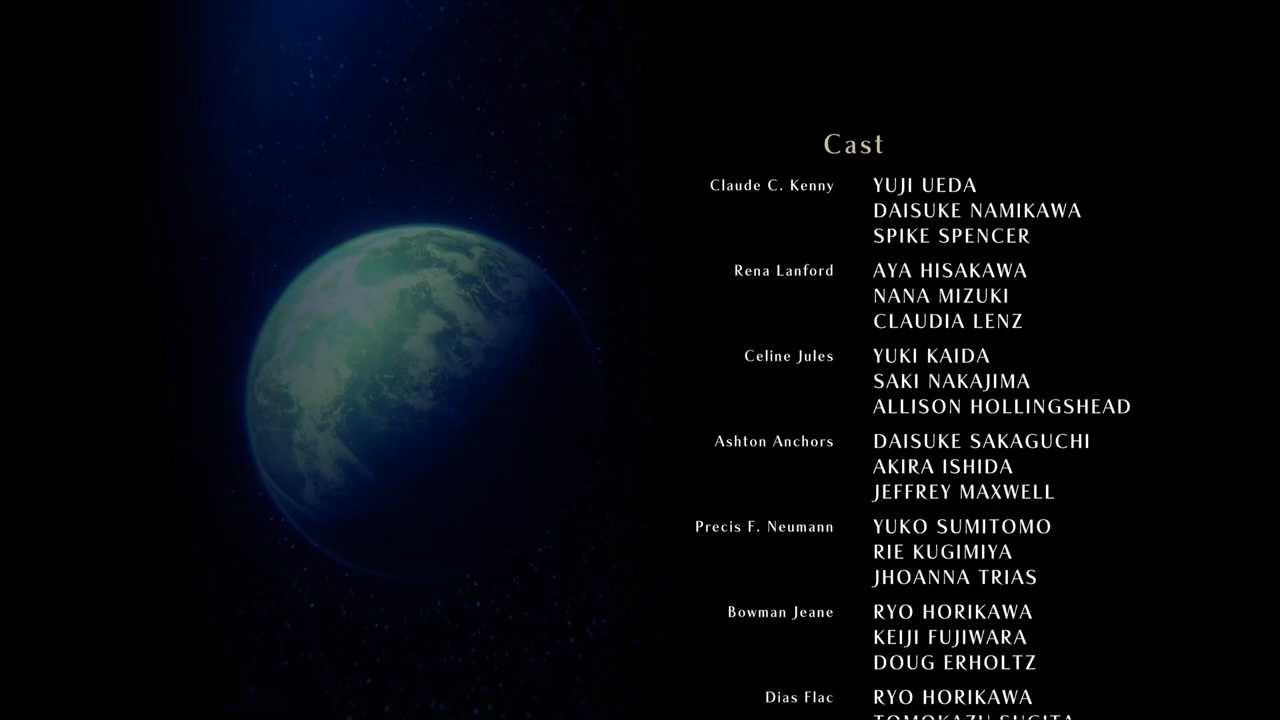 Cast
Claude C. Kenny YUJI UEDA
DAISUKE NAMIKAWA
SPIKE SPENCER
Rena Lanford AYA HISAKAWA
NANA MIZUKI
CLAUDIA LENZ
Celine Jules YUKI KAIDA
SAKI NAKAJIMA
ALLISON HOLLINGSHEAD
Ashton Anchors DAISUKE SAKAGUCHI
AKIRA ISHIDA
JEFFREY MAXWELL
Precis F. Neumann YUKO SUMITOMO
RIE KUGIMIYA
JHOANNA TRIAS
Bowman Jeane RYO HORIKAWA
KEIJI FUJIWARA
DOUG ERHOLTZ
Dias Flac RYO HORIKAWA
TOMOKAZU SUGITA